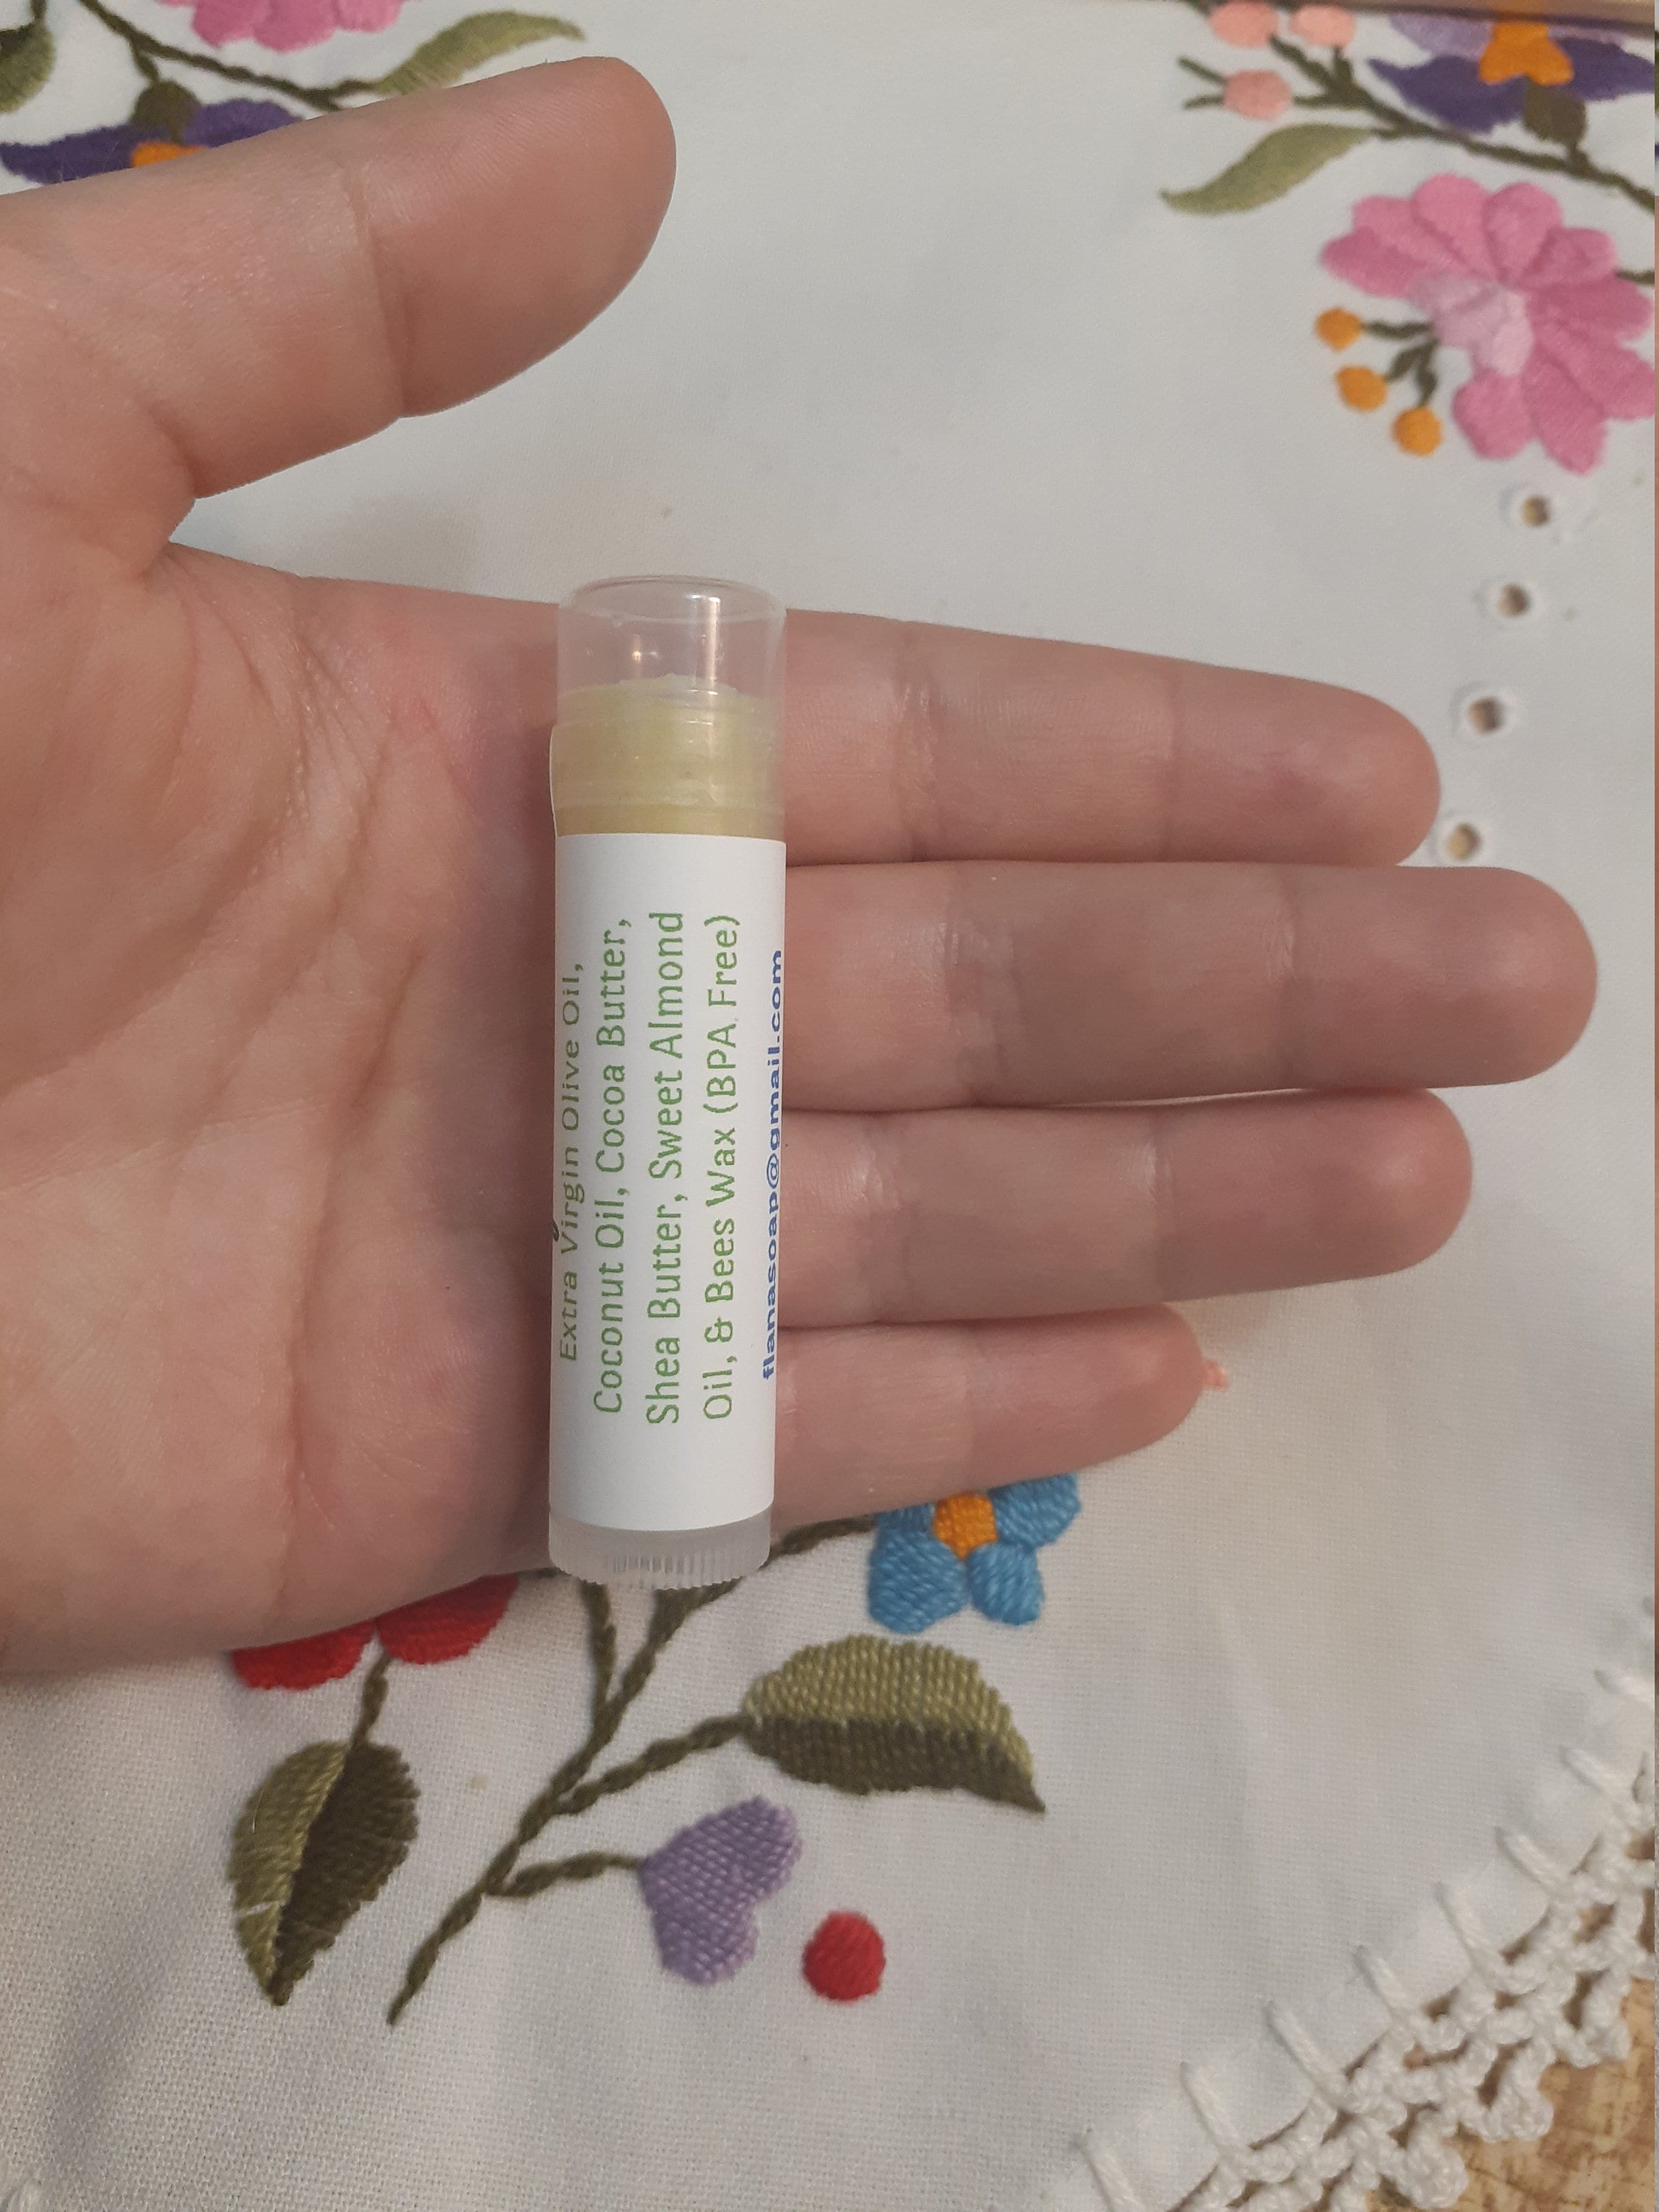 Extra Virgin Olive Oil,
Coconut Oil, Cocoa Butter,
Shea Butter, Sweet Almond
Oil, & Bees Wax (BPA Free)
flanasoap@gmail.com